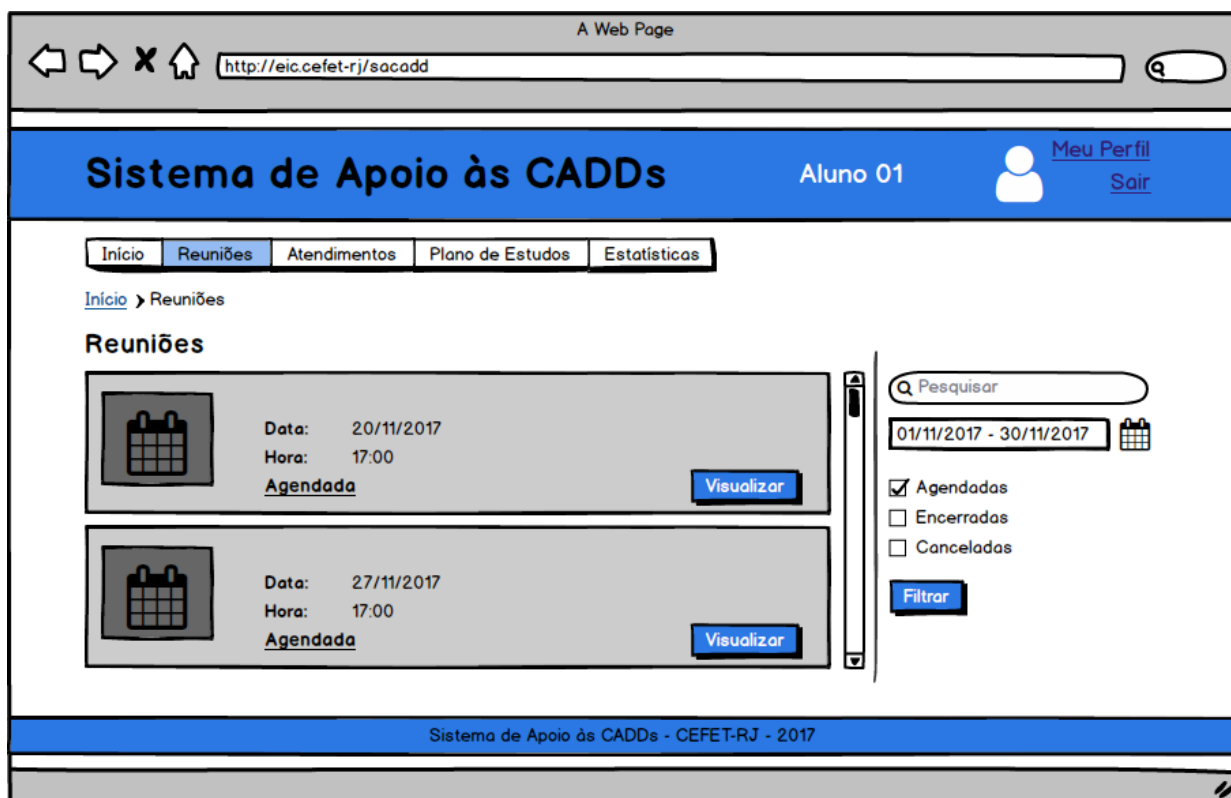 A Web Page
http://eic.cefet-rj/sacadd
Sistema de Apoio às CADDs
Aluno 01
Meu Perfil
Sair
Início Reuniões Atendimentos Plano de Estudos Estatísticas
Início ❯ Reuniões
Reuniões
Data: 20/11/2017
Hora: 17:00
Agendada
Visualizar
Data: 27/11/2017
Hora: 17:00
Agendada
Visualizar
Pesquisar
01/11/2017 - 30/11/2017
Agendadas
Encerradas
Canceladas
Filtrar
Sistema de Apoio às CADDs - CEFET-RJ - 2017